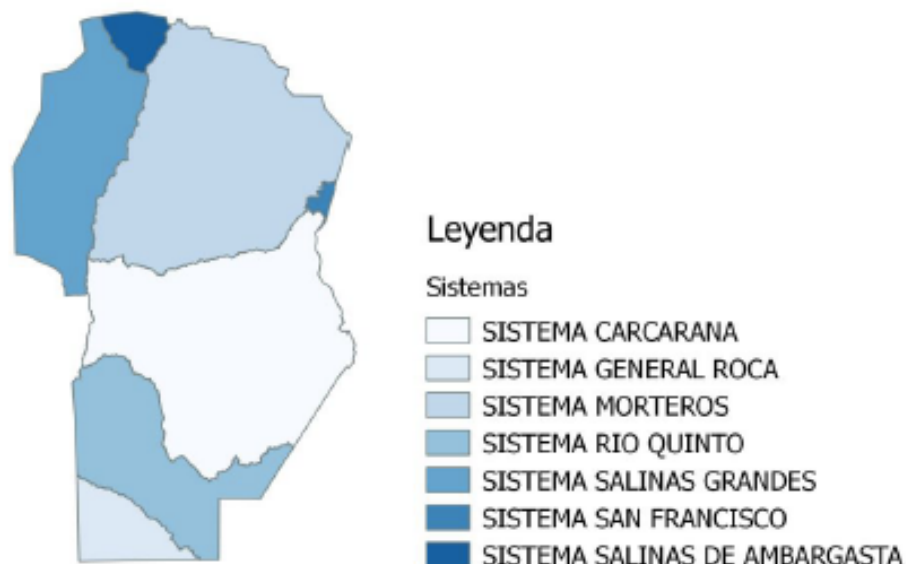 Leyenda
Sistemas
SISTEMA CARCARANA
SISTEMA GENERAL ROCA
SISTEMA MORTEROS
SISTEMA RIO QUINTO
SISTEMA SALINAS GRANDES
SISTEMA SAN FRANCISCO
SISTEMA SALINAS DE AMBARGASTA